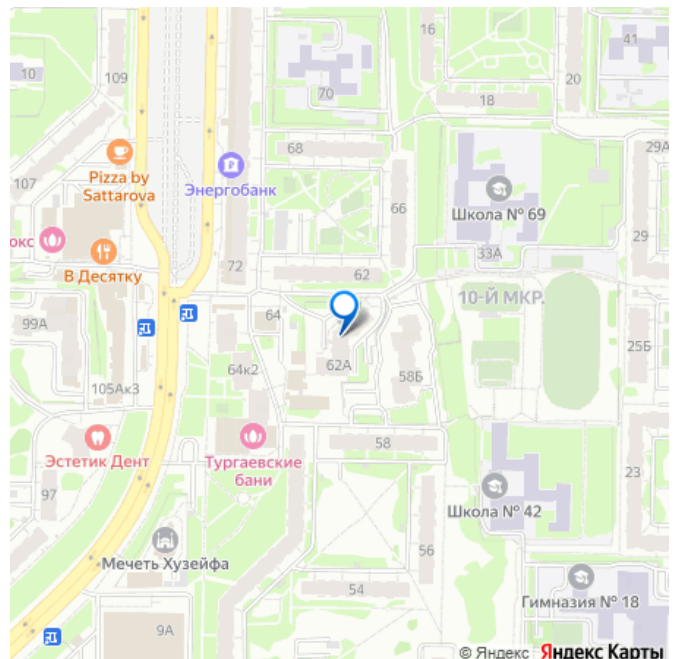 16
41
10
109
70
20
18
68
29А
Pizza by
Sattarova
Энергобанк
107
66
Школа № 69
окс
29
33А
В Десятку
72
62
10-Й МКР.
99А
64
25Б
62А
64к2
58Б
105Ак3
58
Эстетик Дент
Тургаевские
бани
23
97
Школа № 42
56
Мечеть Хузейфа
54
Гимназия № 18
9А
© Яндекс Яндекс Карты